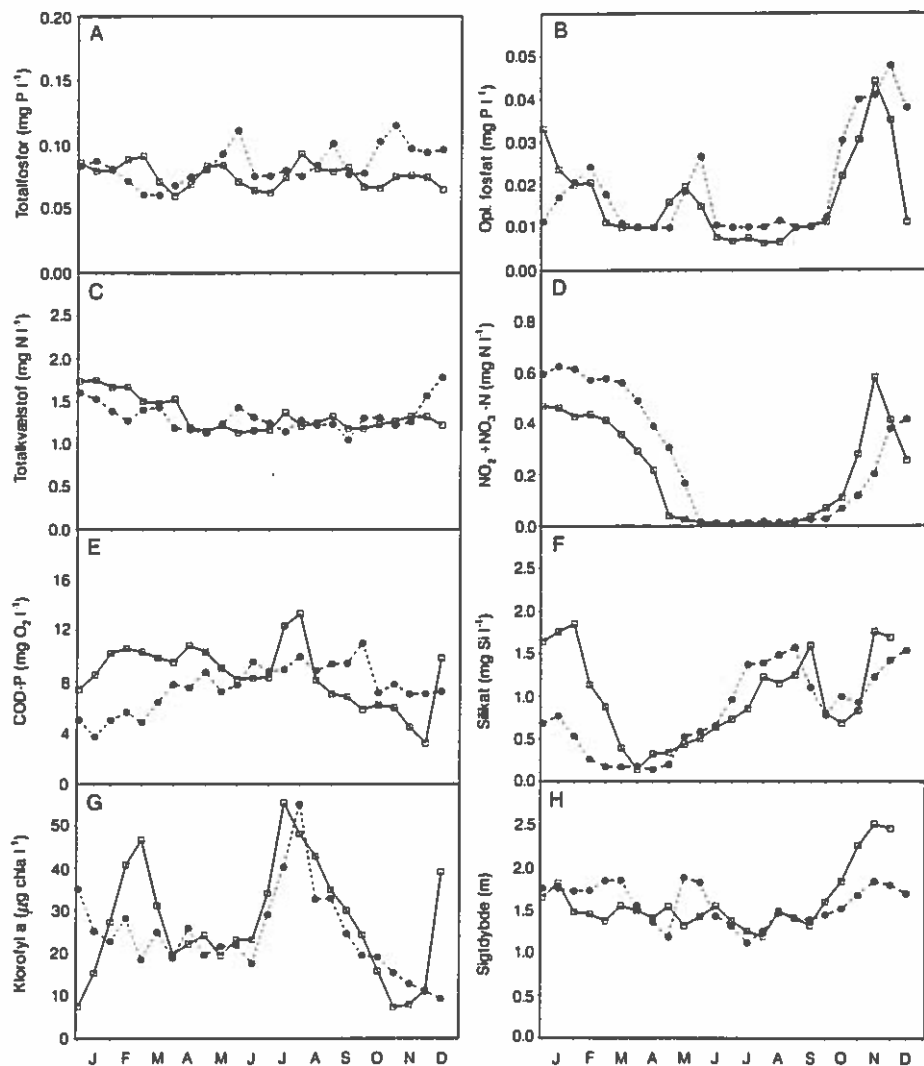 A
Totalfosfor (mg P l⁻¹)
0.20
0.15
0.10
0.05
0.00
B
Opl. fosfat (mg P l⁻¹)
0.05
0.04
0.03
0.02
0.01
0.00
C
Totalkvælstof (mg N l⁻¹)
2.5
2.0
1.5
1.0
0.5
0.0
D
NO₂ +NO₃ -N (mg N l⁻¹)
0.8
0.6
0.4
0.2
0.0
E
COD-P (mg O₂ l⁻¹)
16
12
8
4
0
F
Silikat (mg Si l⁻¹)
2.0
1.5
1.0
0.5
0.0
G
Klorofyl a (µg chla l⁻¹)
50
40
30
20
10
0
J F M A M J J A S O N D
H
Sigtdybde (m)
2.5
2.0
1.5
1.0
0.5
0.0
J F M A M J J A S O N D